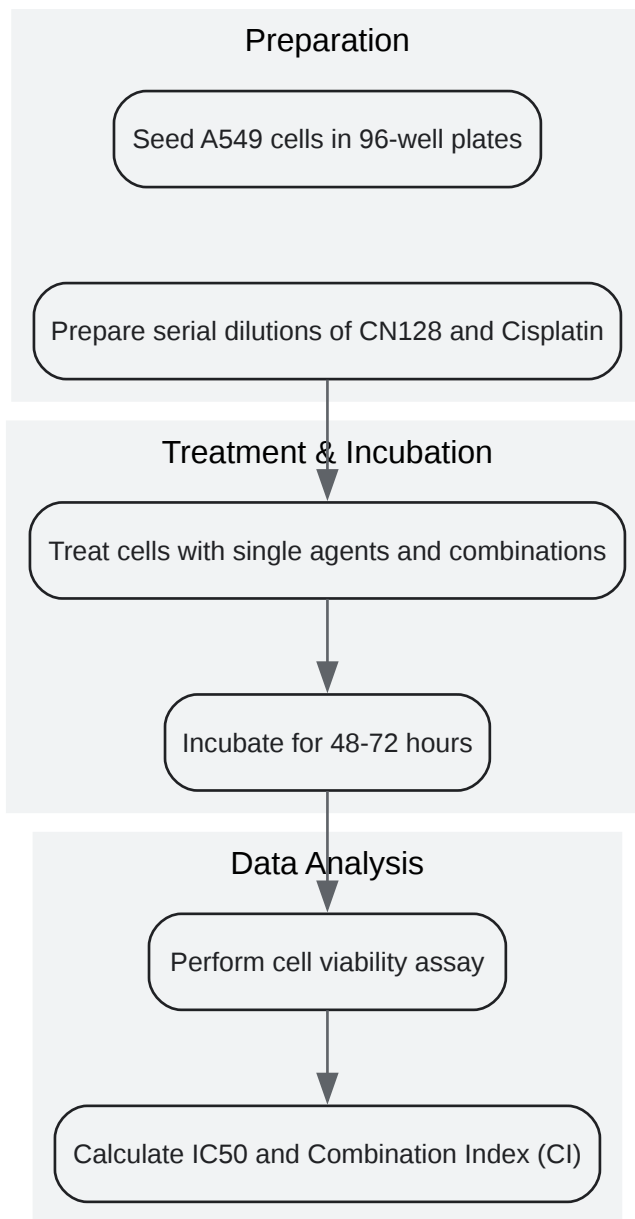 Preparation
Seed A549 cells in 96-well plates
Prepare serial dilutions of CN128 and Cisplatin
Treatment & Incubation
Treat cells with single agents and combinations
Incubate for 48-72 hours
Data Analysis
Perform cell viability assay
Calculate IC50 and Combination Index (CI)